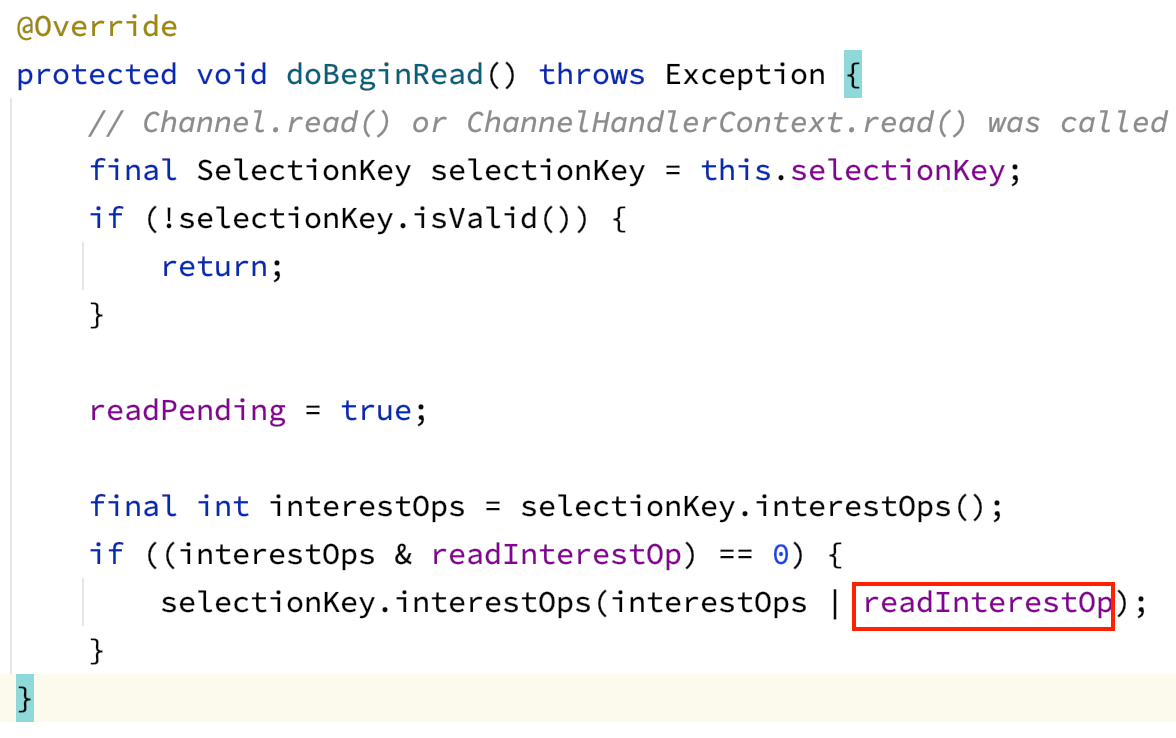 @Override
protected void doBeginRead() throws Exception {
    // Channel.read() or ChannelHandlerContext.read() was called
    final SelectionKey selectionKey = this.selectionKey;
    if (!selectionKey.isValid()) {
        return;
    }
    readPending = true;
    final int interestOps = selectionKey.interestOps();
    if ((interestOps & readInterestOp) == 0) {
        selectionKey.interestOps(interestOps | readInterestOp);
    }
}